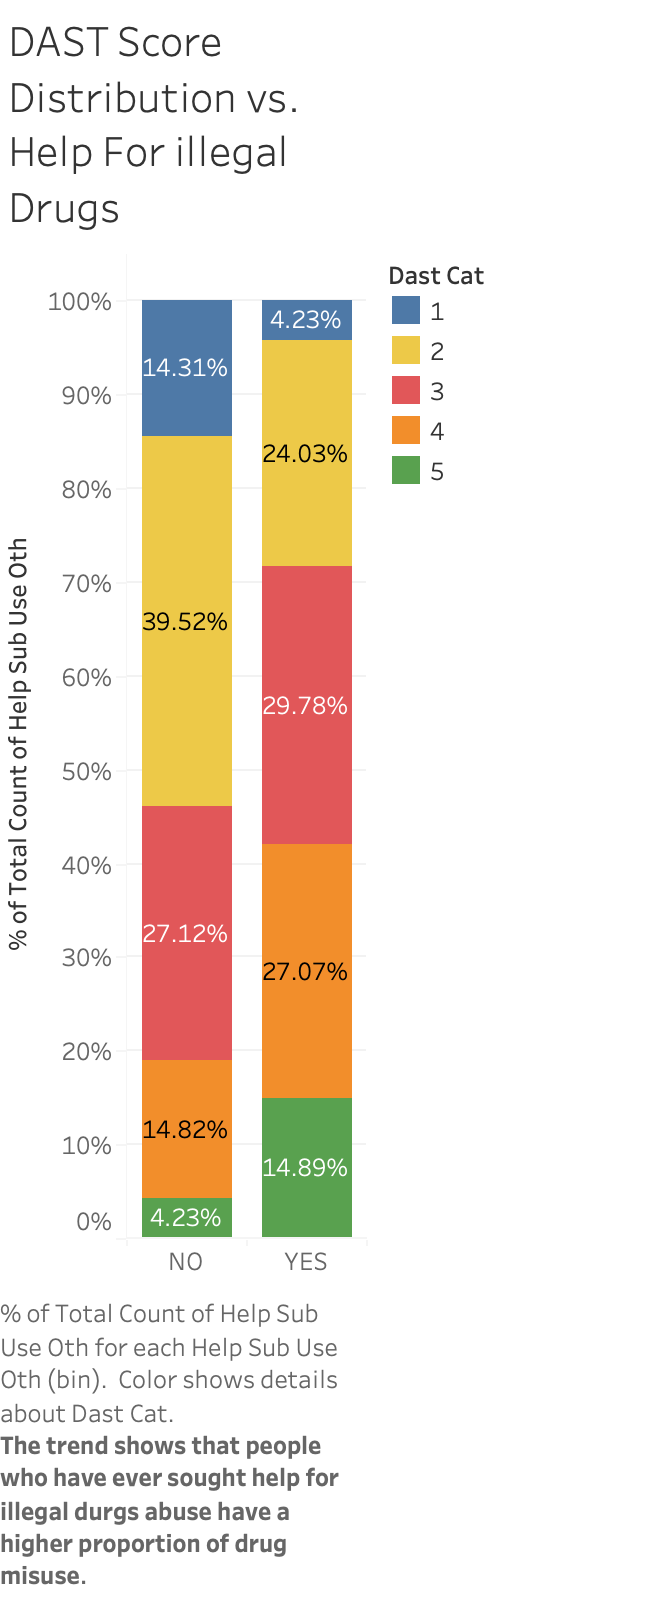 DAST Score
Distribution vs.
Help For illegal
Drugs
Dast Cat
1
2
3
4
5
% of Total Count of Help Sub Use Oth
100%
90%
80%
70%
60%
50%
40%
30%
20%
10%
0%
14.31%
39.52%
27.12%
14.82%
4.23%
4.23%
24.03%
29.78%
27.07%
14.89%
NO
YES
% of Total Count of Help Sub
Use Oth for each Help Sub Use
Oth (bin).  Color shows details
about Dast Cat.
The trend shows that people
who have ever sought help for
illegal durgs abuse have a
higher proportion of drug
misuse.